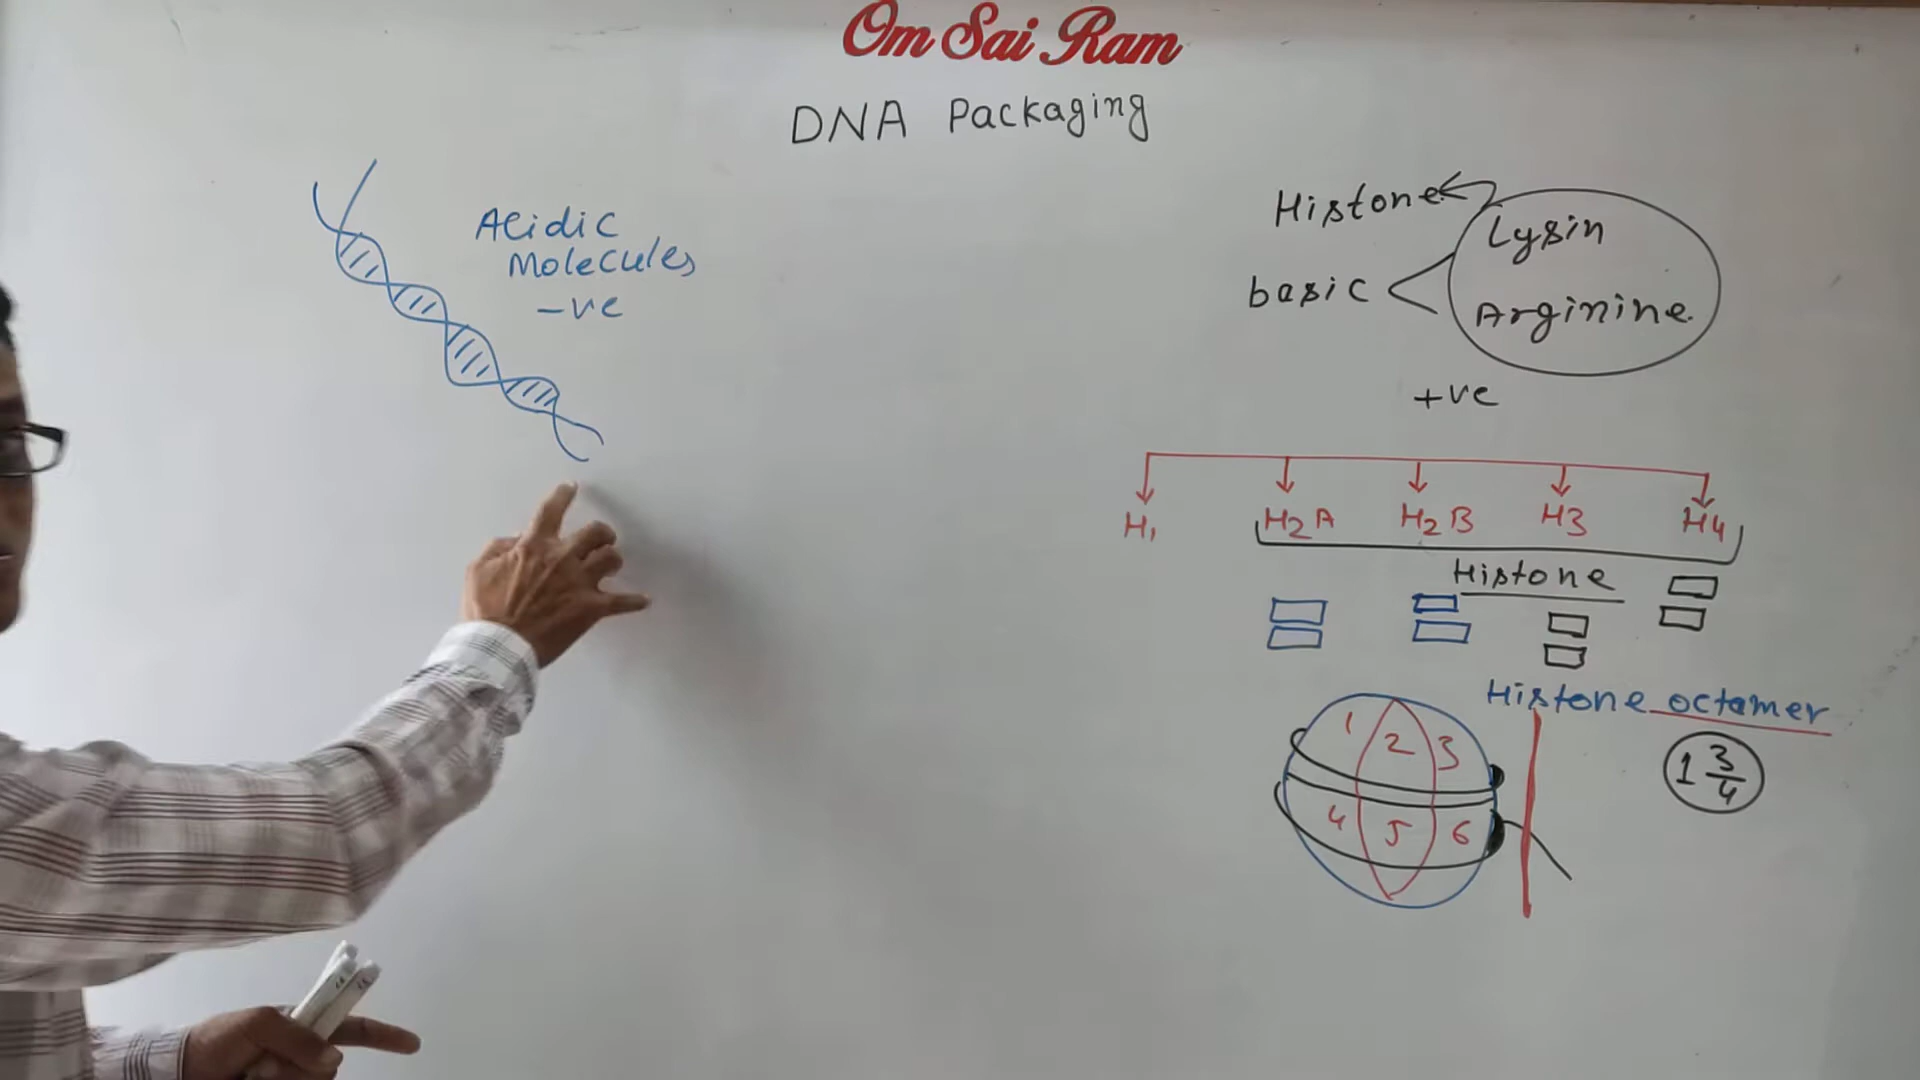 Om Sai Ram
DNA Packaging
Acidic
Molecules
-ve
Histone
Lysin
basic
Arginine.
+ve
H1 H2A H2B H3 H4
Histone
Histone octamer
1 3/4
1 2 3
4 5 6